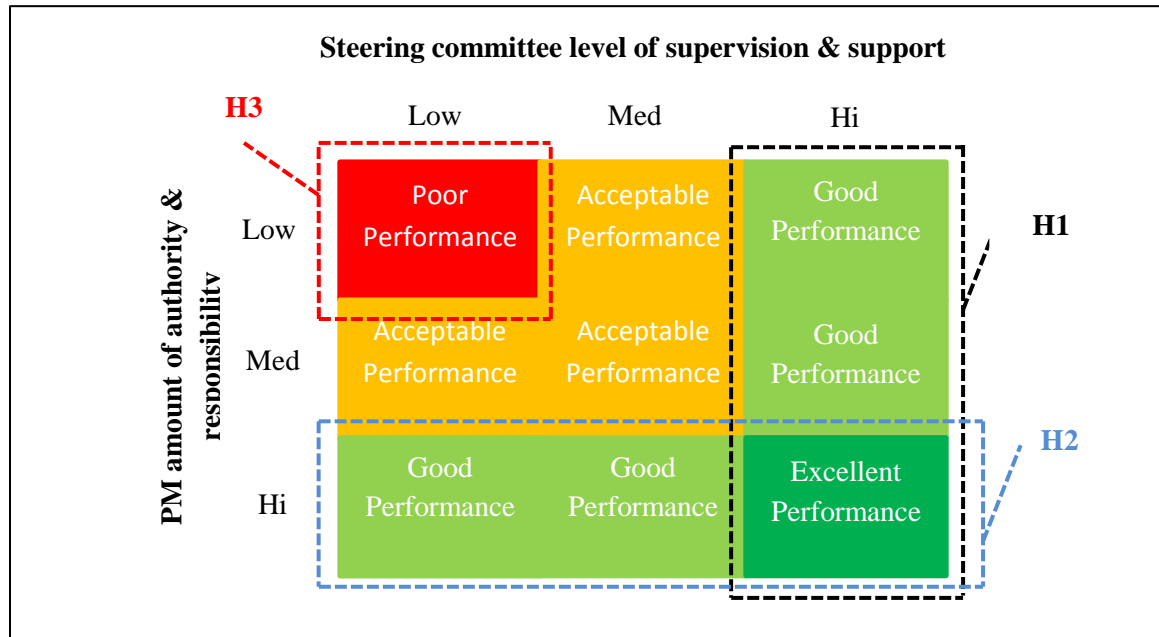 Steering committee level of supervision & support
H3
Low
Med
Hi
PM amount of authority &
responsibility
Low
Poor
Performance
Acceptable
Performance
Good
Performance
H1
Med
Acceptable
Performance
Acceptable
Performance
Good
Performance
Hi
Good
Performance
Good
Performance
Excellent
Performance
H2